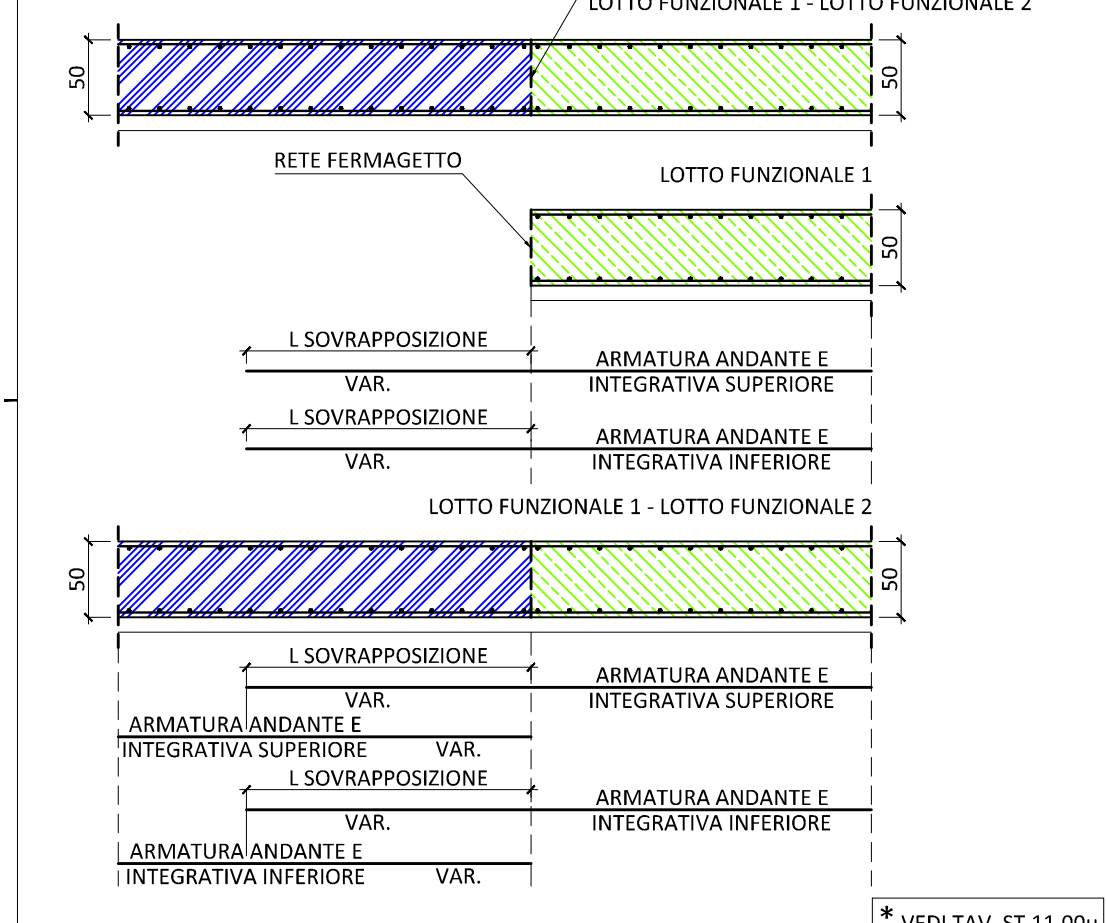 LOTTO FUNZIONALE 1 - LOTTO FUNZIONALE 2
50
50
RETE FERMAGETTO
LOTTO FUNZIONALE 1
50
L SOVRAPPOSIZIONE
ARMATURA ANDANTE E
VAR.
INTEGRATIVA SUPERIORE
L SOVRAPPOSIZIONE
ARMATURA ANDANTE E
VAR.
INTEGRATIVA INFERIORE
LOTTO FUNZIONALE 1 - LOTTO FUNZIONALE 2
50
50
L SOVRAPPOSIZIONE
ARMATURA ANDANTE E
VAR.
INTEGRATIVA SUPERIORE
ARMATURA ANDANTE E
INTEGRATIVA SUPERIORE VAR.
L SOVRAPPOSIZIONE
ARMATURA ANDANTE E
VAR.
INTEGRATIVA INFERIORE
ARMATURA ANDANTE E
INTEGRATIVA INFERIORE VAR.
* VEDI TAV. ST 11.00u